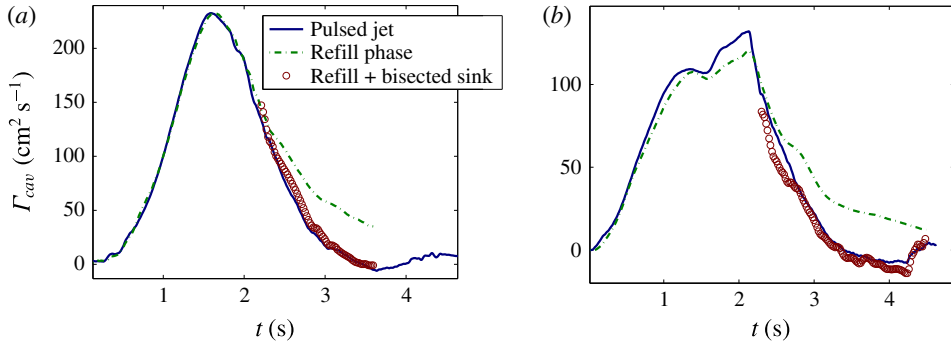 (a)
Pulsed jet
Refill phase
Refill + bisected sink
Γcav (cm² s⁻¹)
200
150
100
50
0
1
2
3
4
t (s)
(b)
100
50
0
1
2
3
4
t (s)